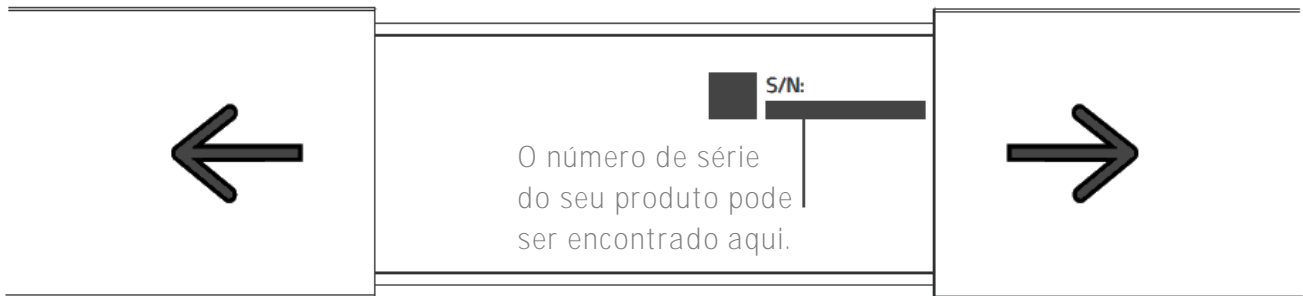 S/N:
O número de série
do seu produto pode
ser encontrado aqui.